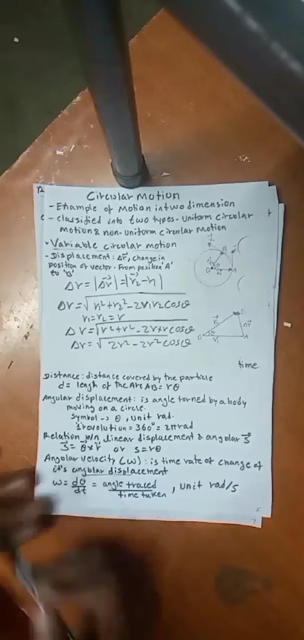 Circular Motion
- Example of Motion in two dimension
- classified into two types - uniform circular
motion & non-uniform circular motion
- Variable circular motion
- Displacement: Δr, change in
position or vector - From position 'A'
to 'B'
Δr = |Δr| = |r2 - r1|
Δr = √r1² + r2² - 2r1r2 cosθ
r1 = r2 = r
Δr = √r² + r² - 2r×r cosθ
Δr = √2r² - 2r² cosθ
time
Distance: distance covered by the particle
d = length of the Arc AB = rθ
Angular displacement: is angle turned by a body
moving on a circle.
Symbol → θ, unit rad.
1 revolution = 360° = 2π rad
Relation w/n linear displacement & angular
S = θ × r or s = rθ
Angular velocity (ω): is time rate of change of
its angular displacement
ω = dθ/dt = angle traced/time taken, unit rad/s